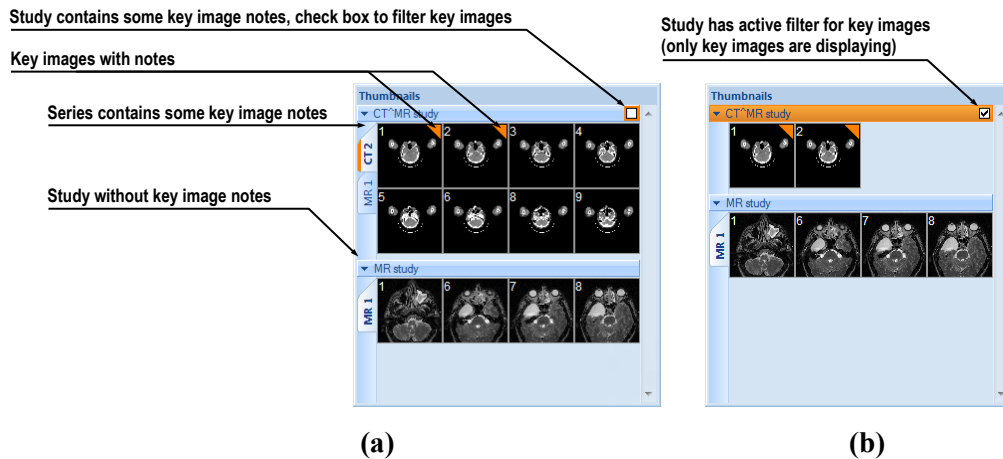 Study contains some key image notes, check box to filter key images
Key images with notes
Series contains some key image notes
Study without key image notes
Thumbnails
CT^MR study
CT 2
MR 1
1 2 3 4
5 6 8 9
MR study
MR 1
1 6 7 8
(a)
Study has active filter for key images
(only key images are displaying)
Thumbnails
CT^MR study
1 2
MR study
MR 1
1 6 7 8
(b)